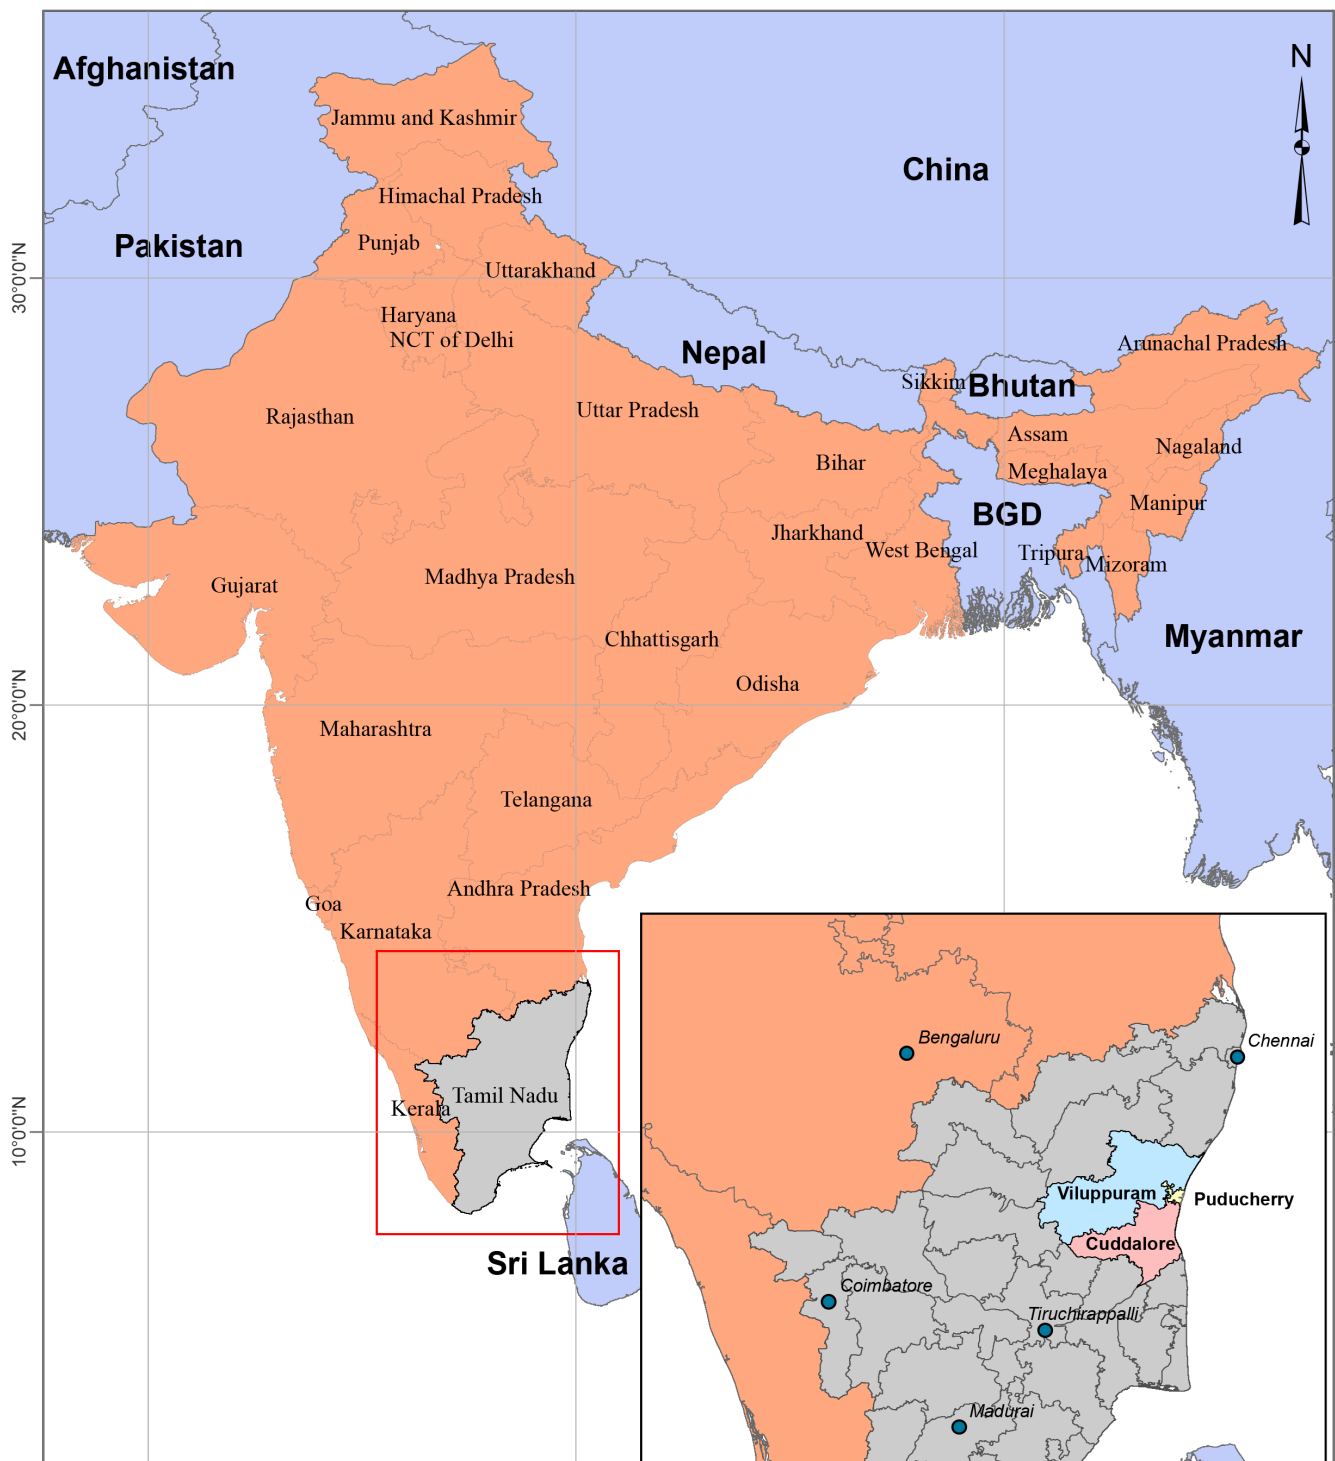 Afghanistan
N
Jammu and Kashmir
China
Himachal Pradesh
Pakistan
Punjab
Uttarakhand
30°0'0"N
Haryana
NCT of Delhi
Nepal
Arunachal Pradesh
Sikkim
Bhutan
Rajasthan
Uttar Pradesh
Assam
Nagaland
Bihar
Meghalaya
Manipur
BGD
Jharkhand
West Bengal
Tripura
Mizoram
Gujarat
Madhya Pradesh
Chhattisgarh
Myanmar
Odisha
20°0'0"N
Maharashtra
Telangana
Andhra Pradesh
Goa
Karnataka
Bengaluru
Chennai
Tamil Nadu
Kerala
10°0'0"N
Viluppuram
Puducherry
Cuddalore
Sri Lanka
Coimbatore
Tiruchirappalli
Madurai